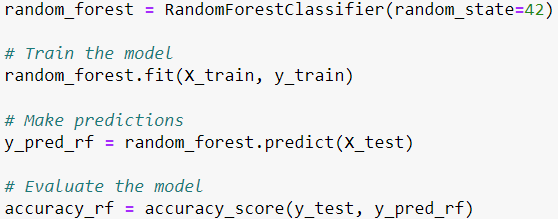 random_forest = RandomForestClassifier(random_state=42)
# Train the model
random_forest.fit(X_train, y_train)
# Make predictions
y_pred_rf = random_forest.predict(X_test)
# Evaluate the model
accuracy_rf = accuracy_score(y_test, y_pred_rf)